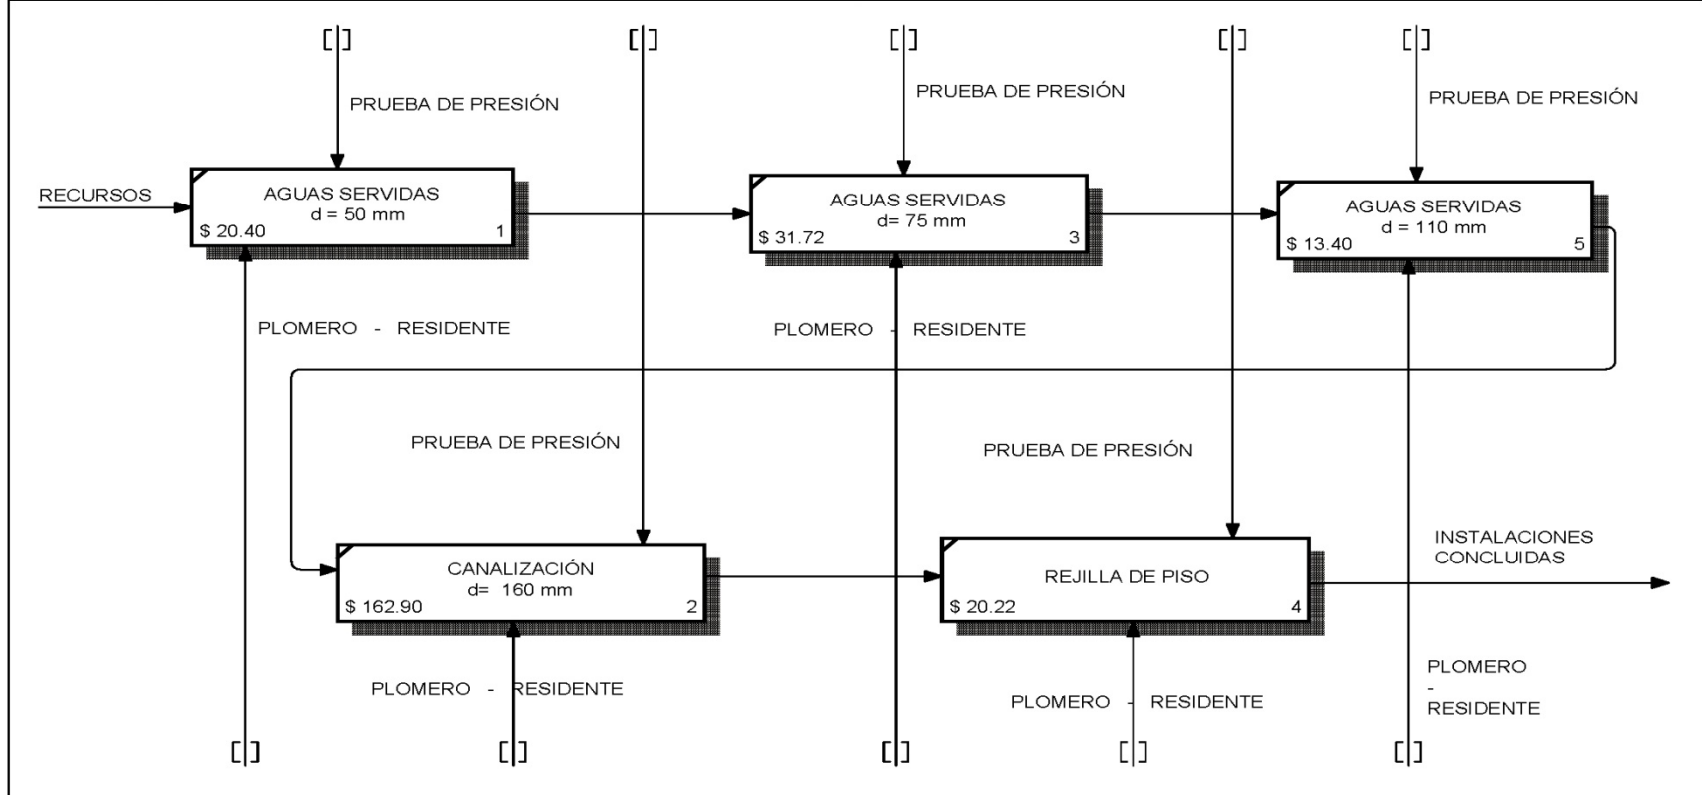 [ ]
[ ]
[ ]
[ ]
[ ]
PRUEBA DE PRESIÓN
PRUEBA DE PRESIÓN
PRUEBA DE PRESIÓN
RECURSOS
AGUAS SERVIDAS
d = 50 mm
$ 20.40
1
AGUAS SERVIDAS
d= 75 mm
$ 31.72
3
AGUAS SERVIDAS
d = 110 mm
$ 13.40
5
PLOMERO - RESIDENTE
PLOMERO - RESIDENTE
PRUEBA DE PRESIÓN
PRUEBA DE PRESIÓN
CANALIZACIÓN
d= 160 mm
$ 162.90
2
REJILLA DE PISO
$ 20.22
4
INSTALACIONES
CONCLUIDAS
PLOMERO - RESIDENTE
PLOMERO - RESIDENTE
PLOMERO
-
RESIDENTE
[ ]
[ ]
[ ]
[ ]
[ ]